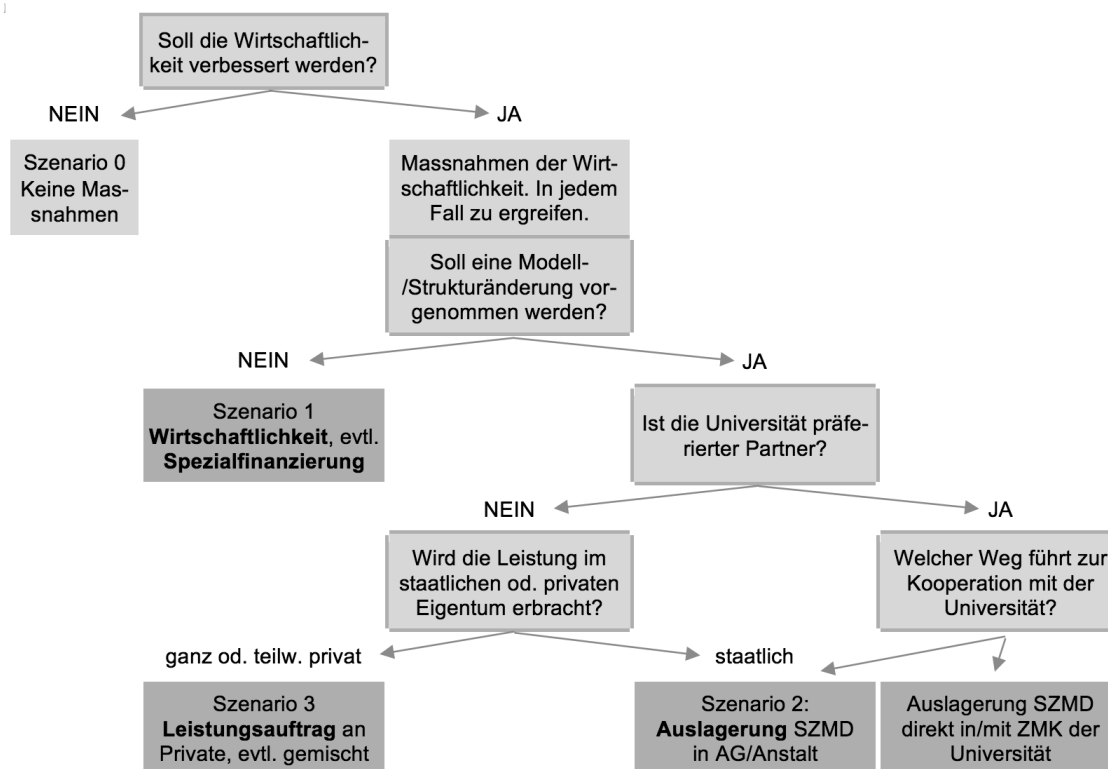 Soll die Wirtschaftlich-
keit verbessert werden?
NEIN
JA
Szenario 0
Keine Mas-
snahmen
Massnahmen der Wirt-
schaftlichkeit. In jedem
Fall zu ergreifen.
Soll eine Modell-
/Strukturänderung vor-
genommen werden?
NEIN
JA
Szenario 1
Wirtschaftlichkeit, evtl.
Spezialfinanzierung
Ist die Universität präfe-
rierter Partner?
NEIN
JA
Wird die Leistung im
staatlichen od. privaten
Eigentum erbracht?
Welcher Weg führt zur
Kooperation mit der
Universität?
ganz od. teilw. privat
staatlich
Szenario 3
Leistungsauftrag an
Private, evtl. gemischt
Szenario 2:
Auslagerung SZMD
in AG/Anstalt
Auslagerung SZMD
direkt in/mit ZMK der
Universität